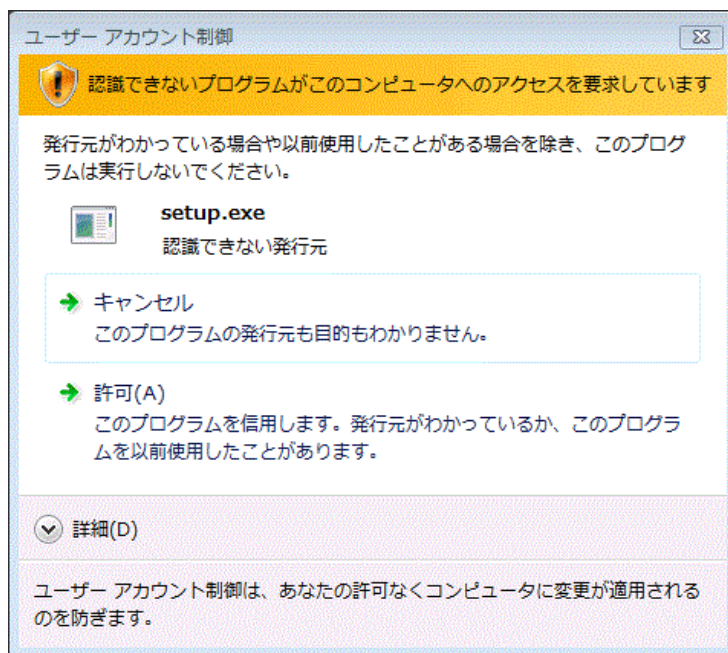 ユーザー アカウント制御
認識できないプログラムがこのコンピュータへのアクセスを要求しています
発行元がわかっている場合や以前使用したことがある場合を除き、このプログ
ラムは実行しないでください。
setup.exe
認識できない発行元
キャンセル
このプログラムの発行元も目的もわかりません。
許可(A)
このプログラムを信用します。発行元がわかっているか、このプログラ
ムを以前使用したことがあります。
詳細(D)
ユーザー アカウント制御は、あなたの許可なくコンピュータに変更が適用される
のを防ぎます。